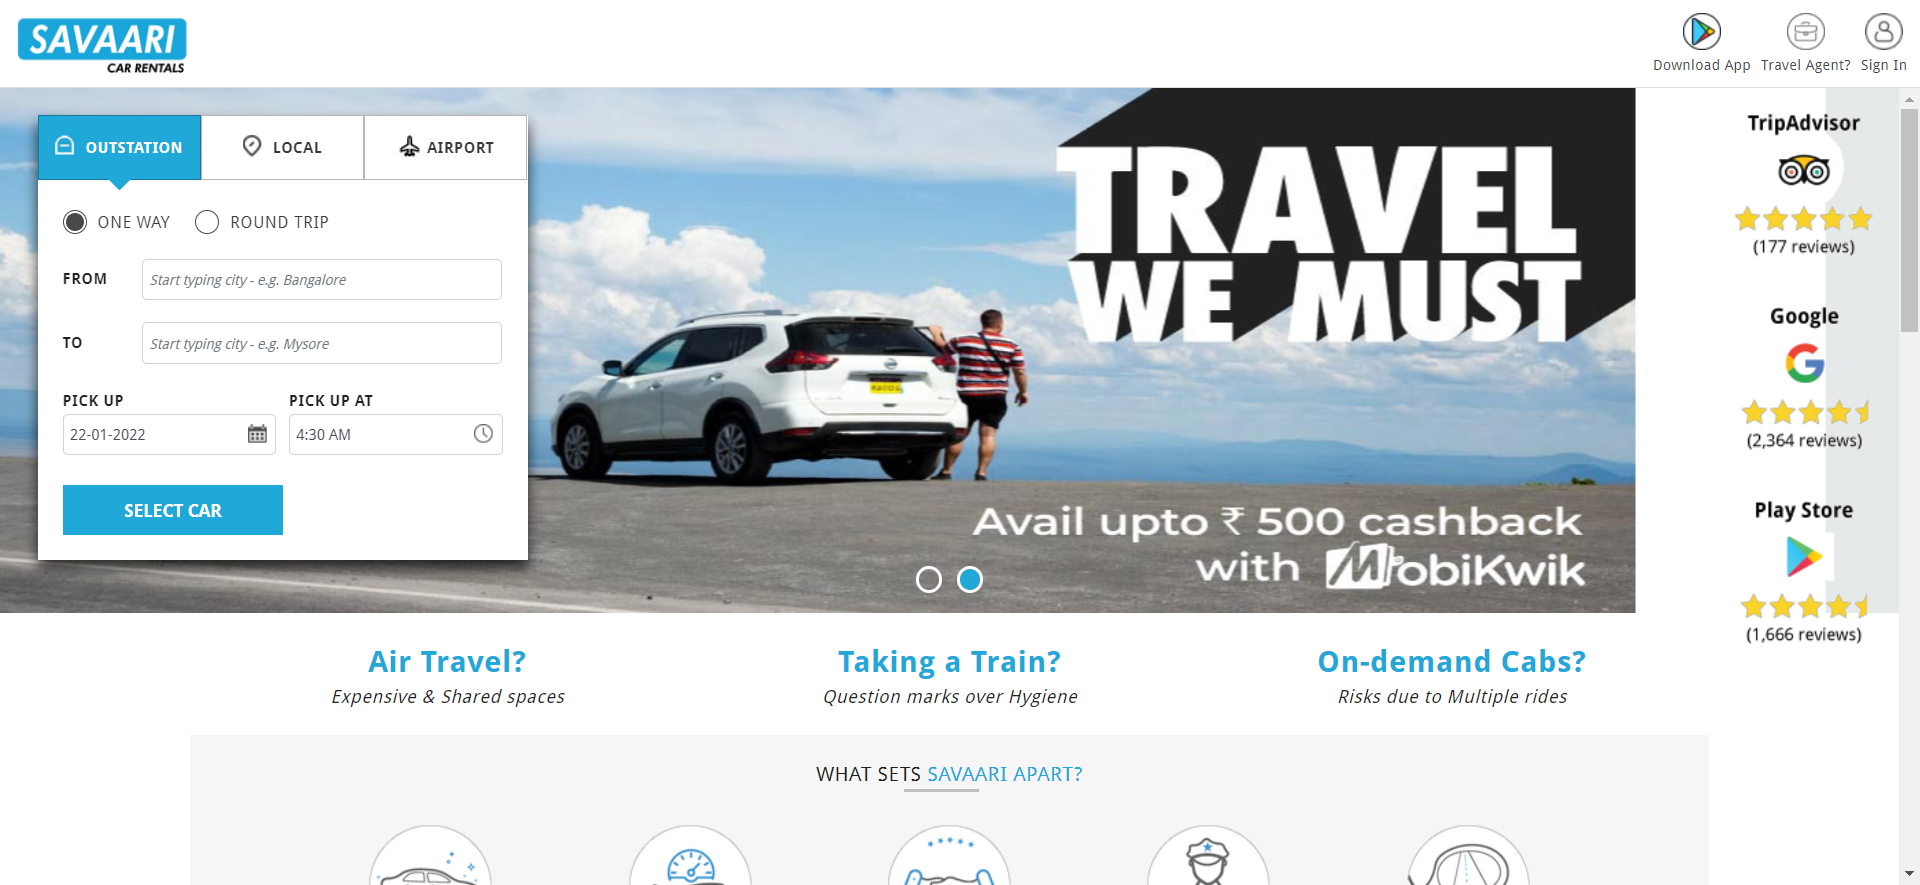 SAVAARI
CAR RENTALS
Download App
Travel Agent?
Sign In
OUTSTATION
LOCAL
AIRPORT
ONE WAY
ROUND TRIP
FROM
Start typing city - e.g. Bangalore
TO
Start typing city - e.g. Mysore
PICK UP
PICK UP AT
22-01-2022
4:30 AM
SELECT CAR
TRAVEL
WE MUST
Avail upto ₹ 500 cashback
with MobiKwik
TripAdvisor
(177 reviews)
Google
(2,364 reviews)
Play Store
(1,666 reviews)
Air Travel?
Expensive & Shared spaces
Taking a Train?
Question marks over Hygiene
On-demand Cabs?
Risks due to Multiple rides
WHAT SETS SAVAARI APART?